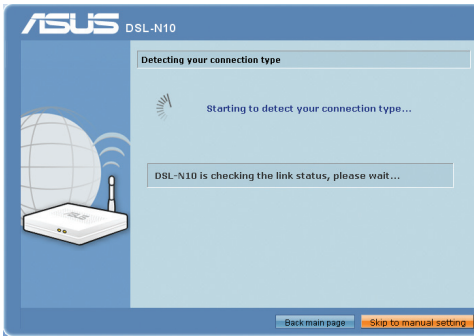 ASUS DSL-N10
Detecting your connection type
Starting to detect your connection type...
DSL-N10 is checking the link status, please wait...
ASUS
Back main page
Skip to manual setting